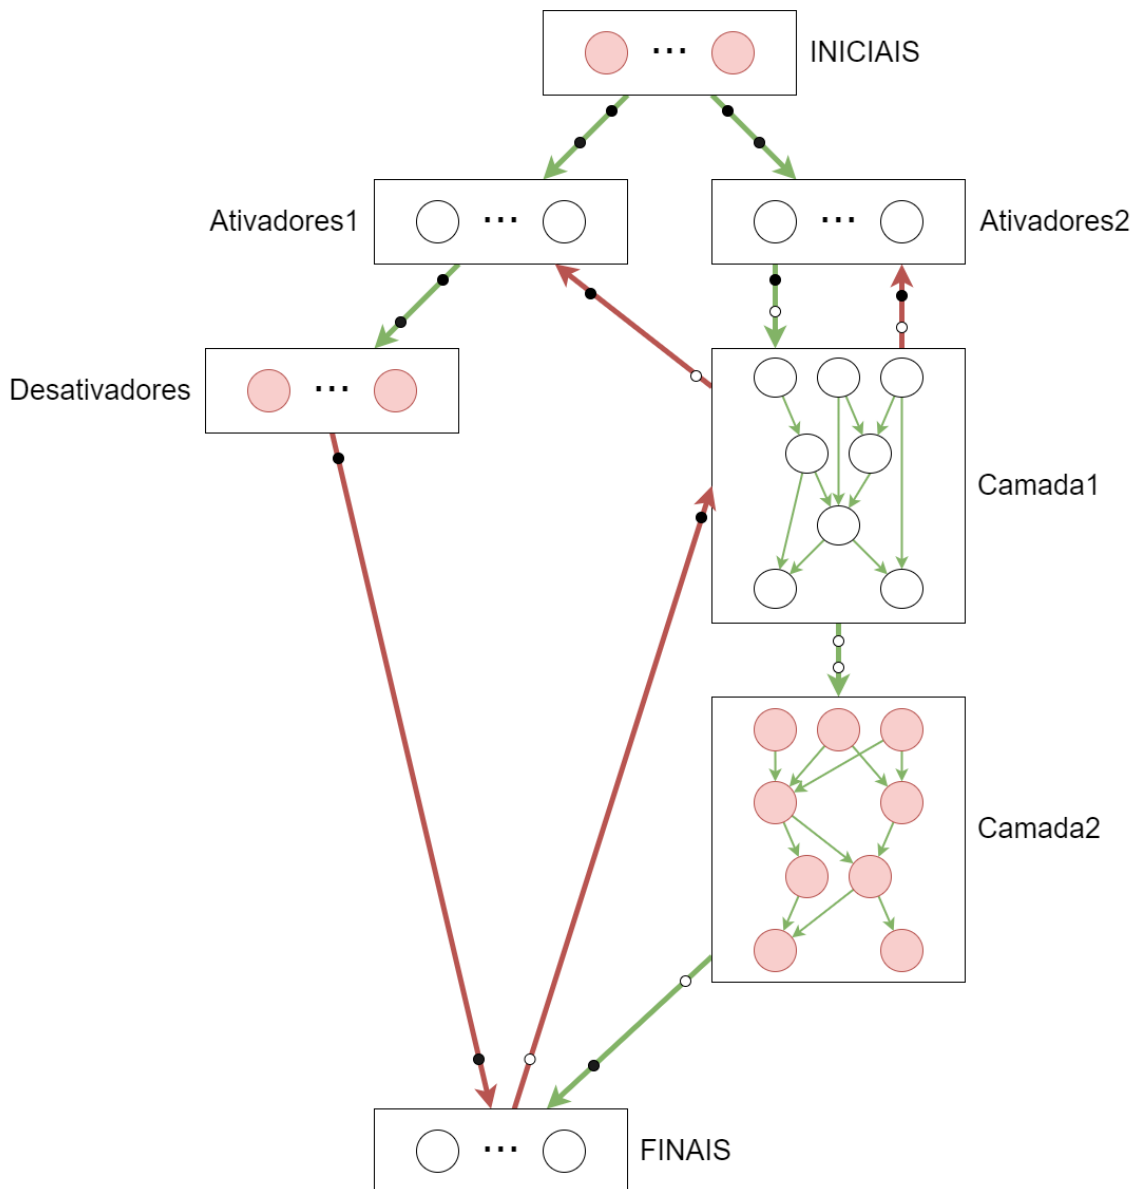 INICIAIS
Ativadores1
Ativadores2
Desativadores
Camada1
Camada2
FINAIS